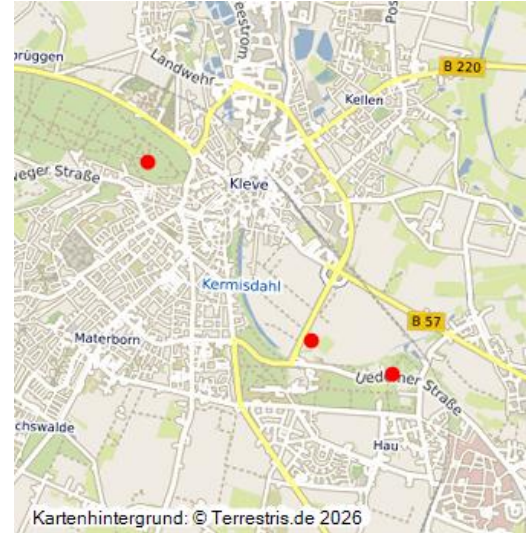 brüggen
Landwehr
eestrom
Pos
B 220
Kellen
weger Straße
Kleve
Kermisdahl
B 57
Materborn
Uedemer Straße
chswalde
Hau
Kartenhintergrund: © Terrestris.de 2026